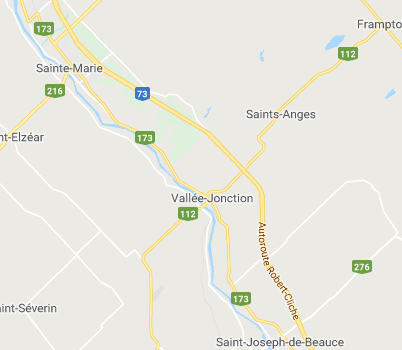 Frampto
173
112
Sainte-Marie
73
216
Saints-Anges
173
nt-Elzéar
Vallée-Jonction
112
Autoroute Robert-Cliche
276
173
aint-Séverin
Saint-Joseph-de-Beauce